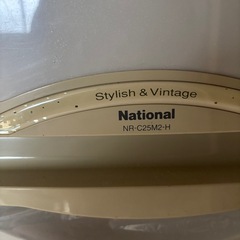 Stylish & Vintage
National
NR-C25M2-H